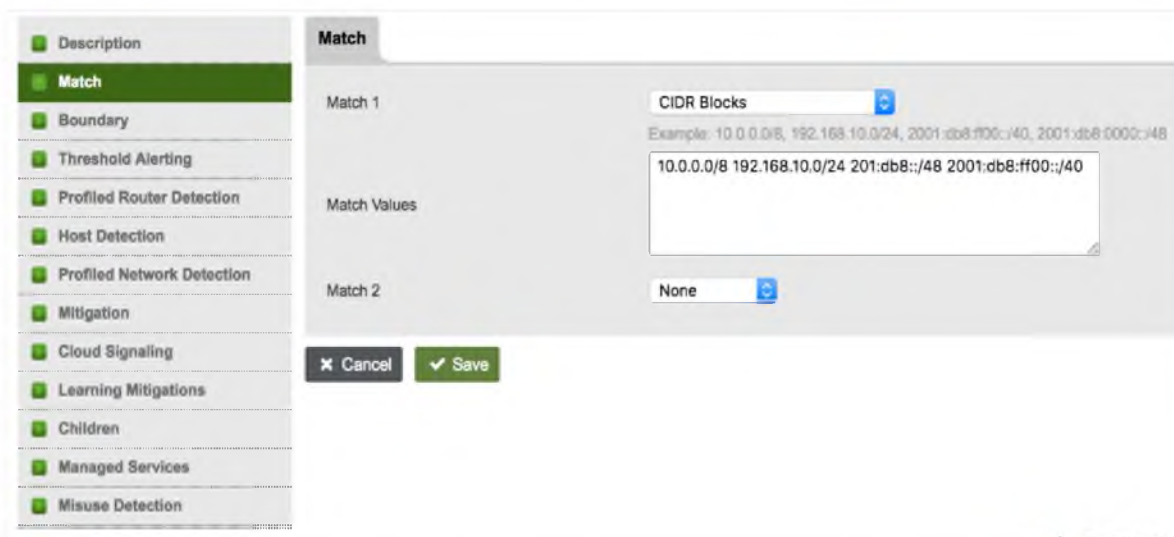 Description
Match
Boundary
Threshold Alerting
Profiled Router Detection
Host Detection
Profiled Network Detection
Mitigation
Cloud Signaling
Learning Mitigations
Children
Managed Services
Misuse Detection
Match
Match 1
CIDR Blocks
Example: 10.0.0.0/8, 192.168.10.0/24, 2001:db8:ff00::/40, 2001:db8:0000::/48
Match Values
10.0.0.0/8 192.168.10.0/24 201:db8::/48 2001:db8:ff00::/40
Match 2
None
Cancel
Save